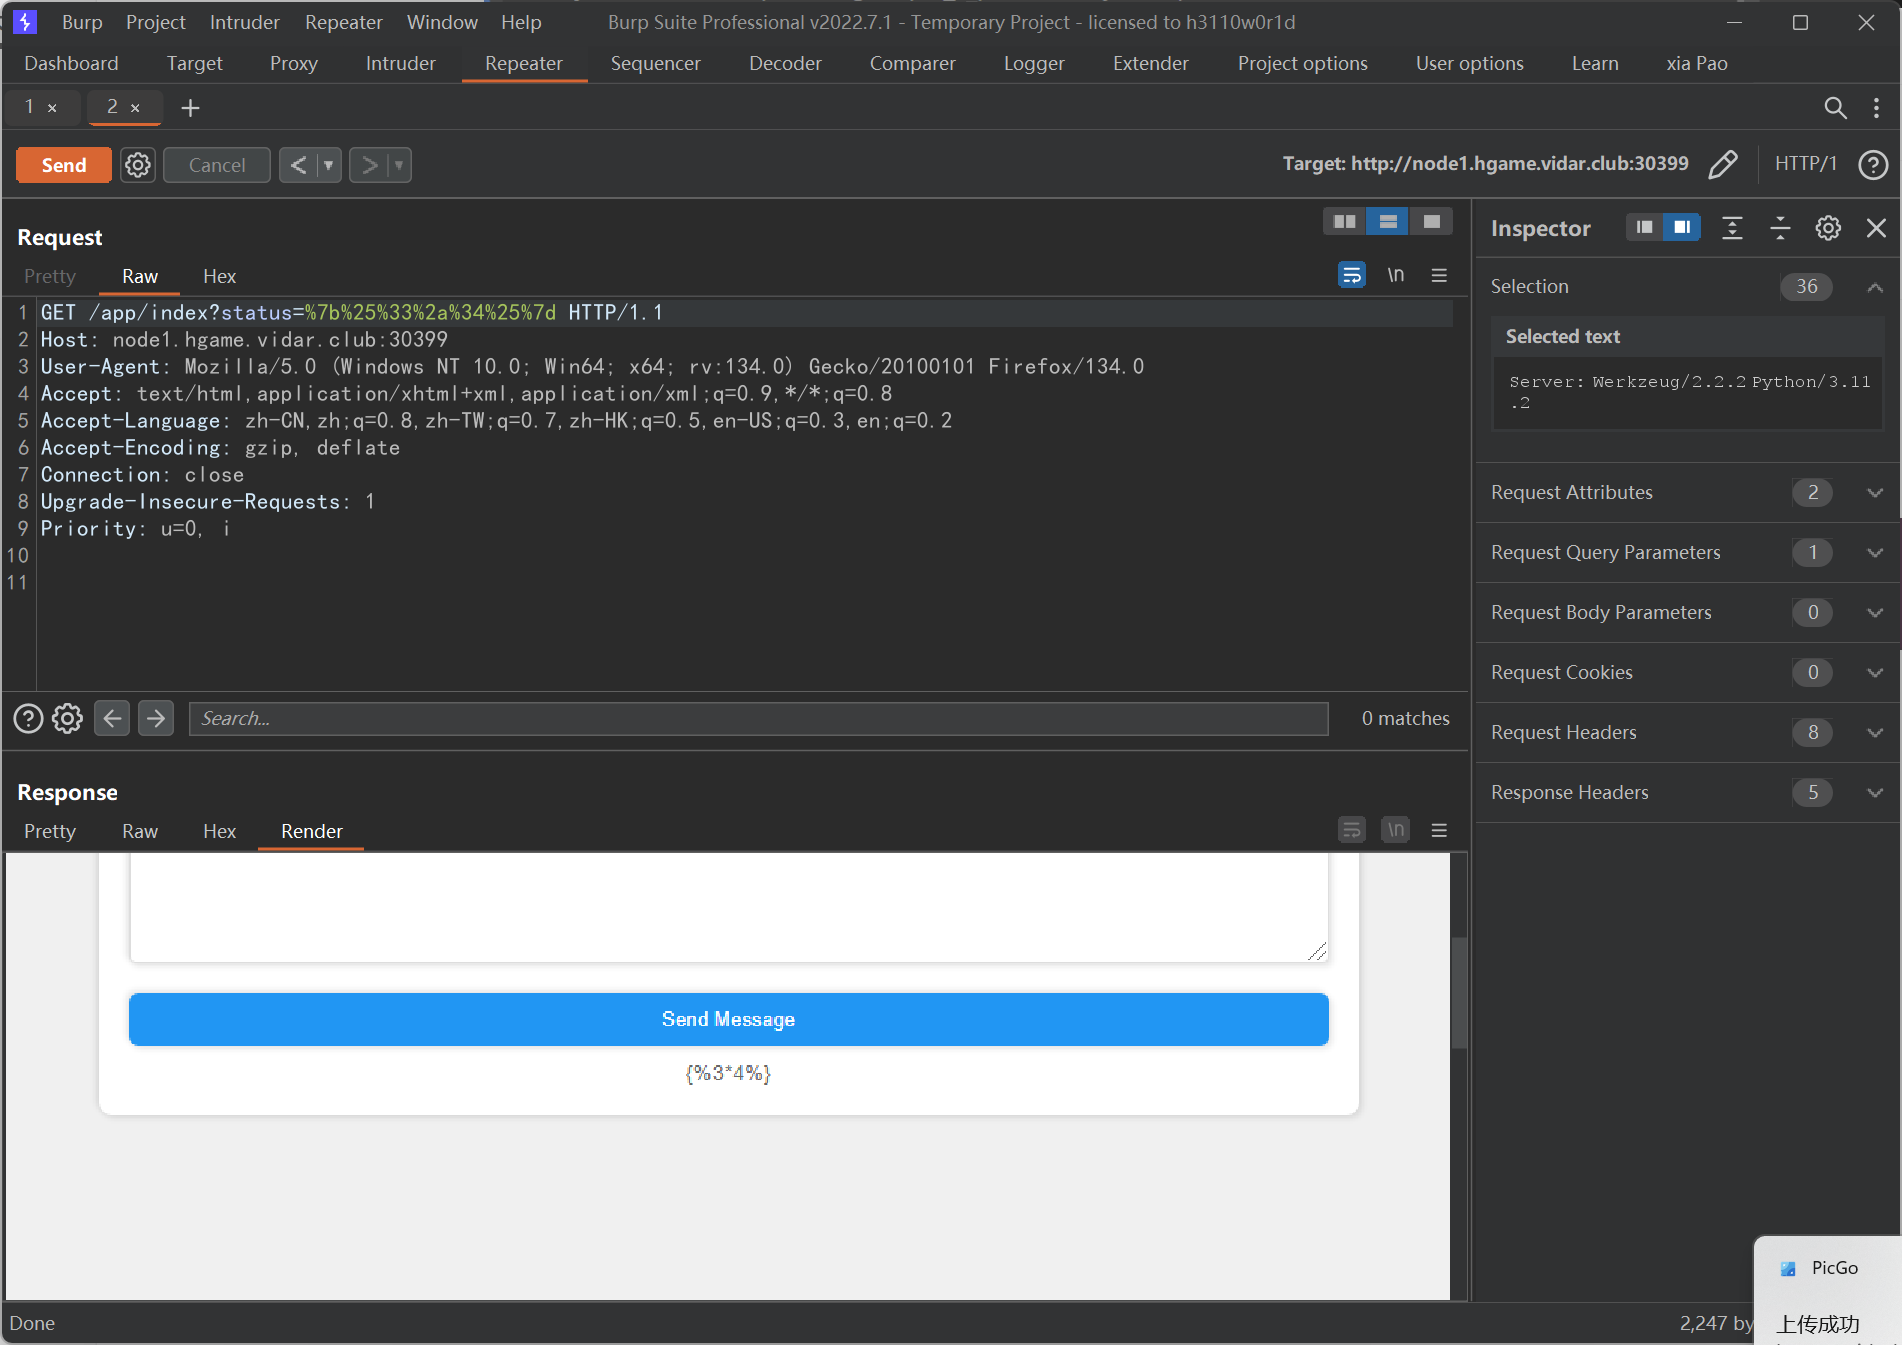 Burp Project Intruder Repeater Window Help Burp Suite Professional v2022.7.1 - Temporary Project - licensed to h3110w0r1d
Dashboard Target Proxy Intruder Repeater Sequencer Decoder Comparer Logger Extender Project options User options Learn xia Pao
1 × 2 × +
Send Cancel < > Target: http://node1.hgame.vidar.club:30399 HTTP/1 ?
Request
Pretty Raw Hex \n
1 GET /app/index?status=%7b%25%33%2a%34%25%7d HTTP/1.1
2 Host: node1.hgame.vidar.club:30399
3 User-Agent: Mozilla/5.0 (Windows NT 10.0; Win64; x64; rv:134.0) Gecko/20100101 Firefox/134.0
4 Accept: text/html,application/xhtml+xml,application/xml;q=0.9,*/*;q=0.8
5 Accept-Language: zh-CN,zh;q=0.8,zh-TW;q=0.7,zh-HK;q=0.5,en-US;q=0.3,en;q=0.2
6 Accept-Encoding: gzip, deflate
7 Connection: close
8 Upgrade-Insecure-Requests: 1
9 Priority: u=0, i
10
11
? Search... 0 matches
Response
Pretty Raw Hex Render \n
Send Message
{%3*4%}
Inspector
Selection 36
Selected text
Server: Werkzeug/2.2.2 Python/3.11
.2
Request Attributes 2
Request Query Parameters 1
Request Body Parameters 0
Request Cookies 0
Request Headers 8
Response Headers 5
Done 2,247 by
PicGo
上传成功